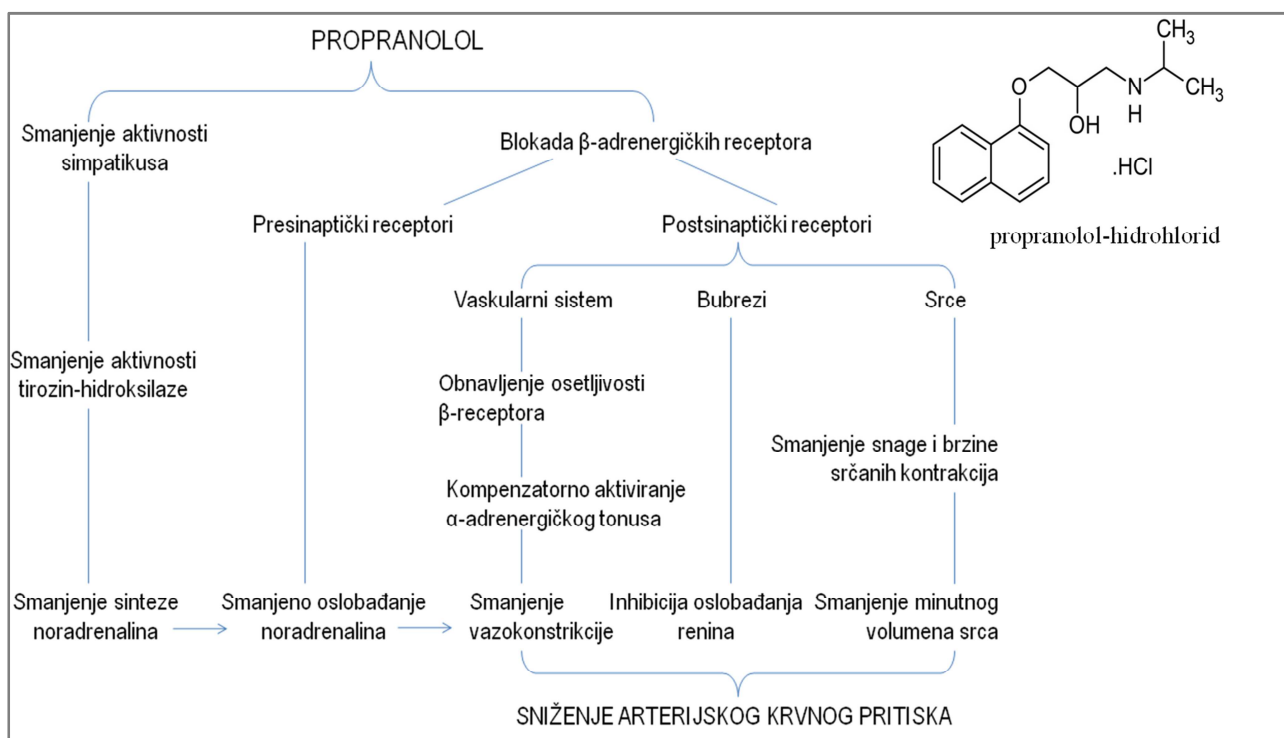 PROPRANOLOL
Smanjenje aktivnosti
simpatikusa
Blokada β-adrenergičkih receptora
Presinaptički receptori
Postsinaptički receptori
CH3
O
N
H
CH3
OH
.HCl
propranolol-hidrohlorid
Vaskularni sistem
Bubrezi
Srce
Smanjenje aktivnosti
tirozin-hidroksilaze
Obnavljenje osetljivosti
β-receptora
Smanjenje snage i brzine
srčanih kontrakcija
Kompenzatorno aktiviranje
α-adrenergičkog tonusa
Smanjenje sinteze
noradrenalina
Smanjeno oslobađanje
noradrenalina
Smanjenje
vazokonstrikcije
Inhibicija oslobađanja
renina
Smanjenje minutnog
volumena srca
SNIŽENJE ARTERIJSKOG KRVNOG PRITISKA